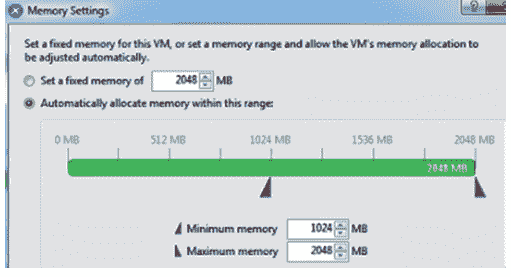 Memory Settings
Set a fixed memory for this VM, or set a memory range and allow the VM's memory allocation to
be adjusted automatically.
Set a fixed memory of 2048 MB
Automatically allocate memory within this range:
0 MB 512 MB 1024 MB 1536 MB 2048 MB
2048 MB
Minimum memory 1024 MB
Maximum memory 2048 MB